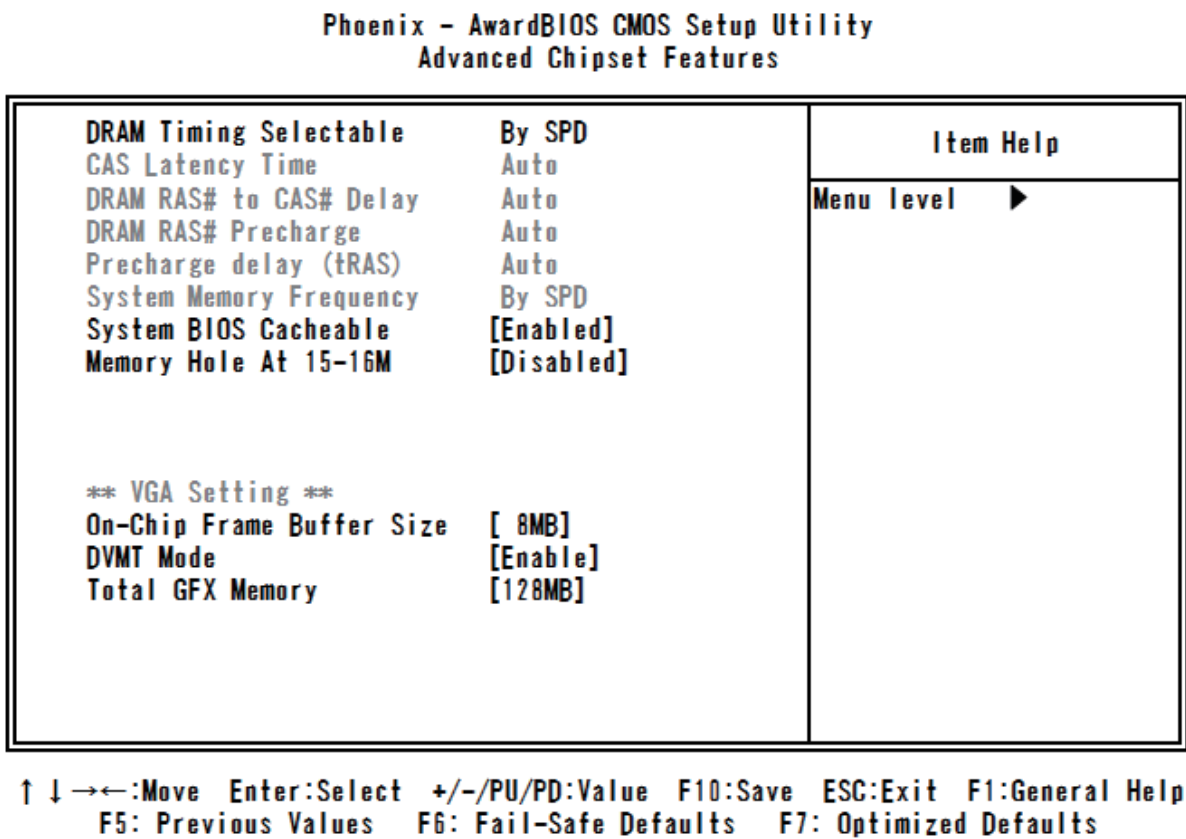 Phoenix - AwardBIOS CMOS Setup Utility
Advanced Chipset Features
DRAM Timing Selectable By SPD
CAS Latency Time Auto
DRAM RAS# to CAS# Delay Auto
DRAM RAS# Precharge Auto
Precharge delay (tRAS) Auto
System Memory Frequency By SPD
System BIOS Cacheable [Enabled]
Memory Hole At 15-16M [Disabled]
** VGA Setting **
On-Chip Frame Buffer Size [ 8MB]
DVMT Mode [Enable]
Total GFX Memory [128MB]
Item Help
Menu level ▶
↑↓→←:Move Enter:Select +/-/PU/PD:Value F10:Save ESC:Exit F1:General Help
F5: Previous Values F6: Fail-Safe Defaults F7: Optimized Defaults